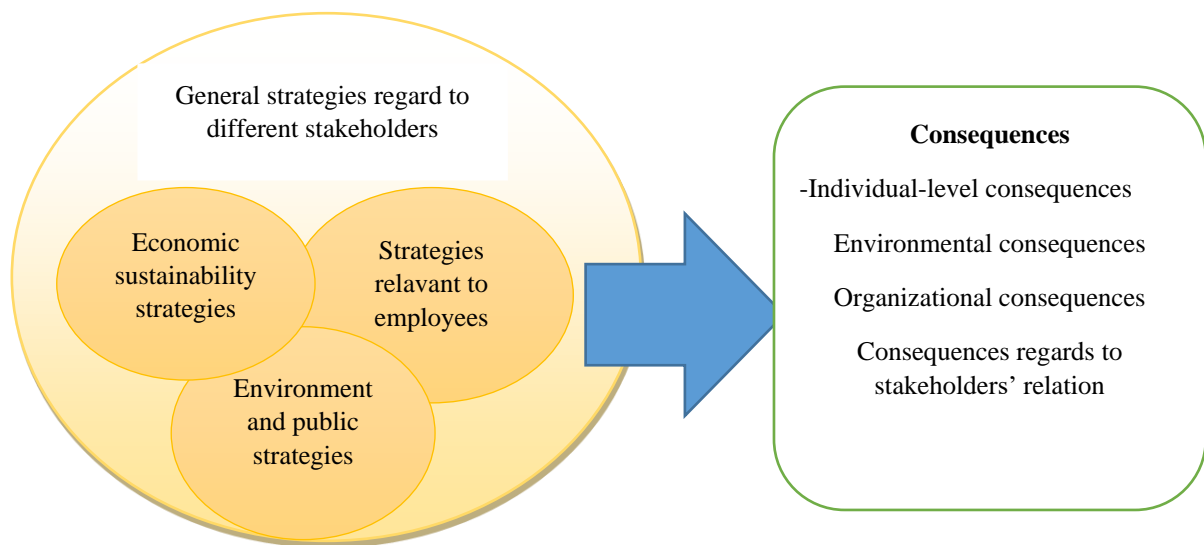 General strategies regard to
different stakeholders
Economic
sustainability
strategies
Strategies
relavant to
employees
Environment
and public
strategies
Consequences
-Individual-level consequences
Environmental consequences
Organizational consequences
Consequences regards to
stakeholders’ relation